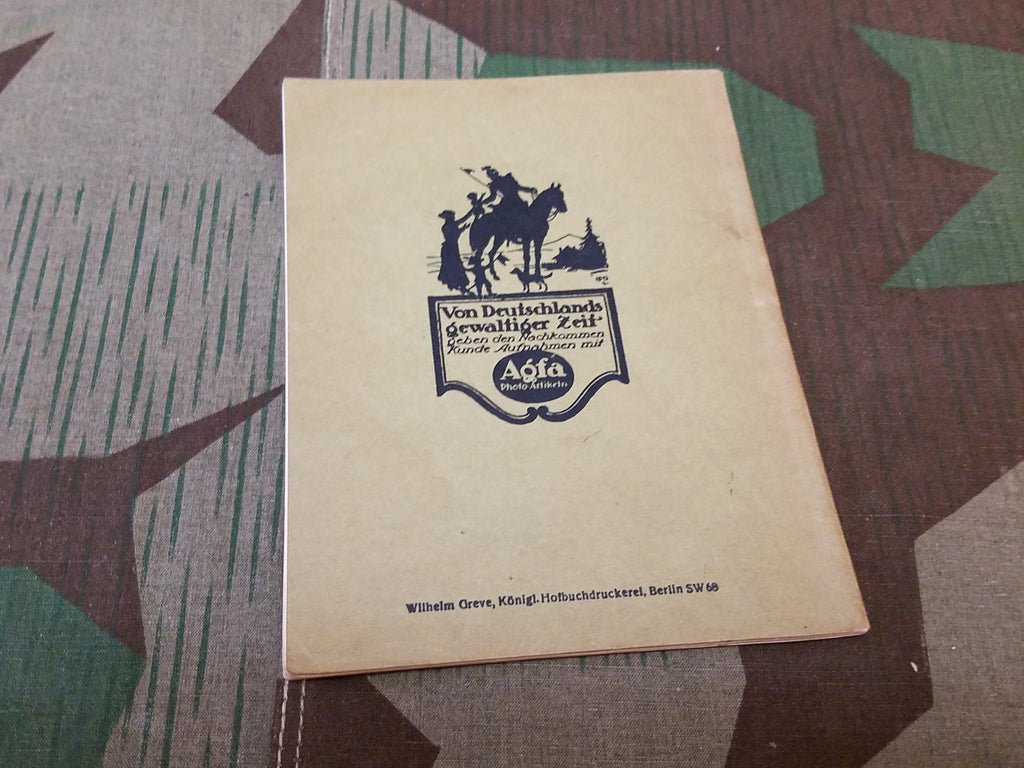 Von Deutschlands
gewaltiger Zeit
geben den Nachkommen
Kunde Aufnahmen mit
Agfa
Photo-Artikeln
Wilhelm Greve, Königl. Hofbuchdruckerei, Berlin SW 68